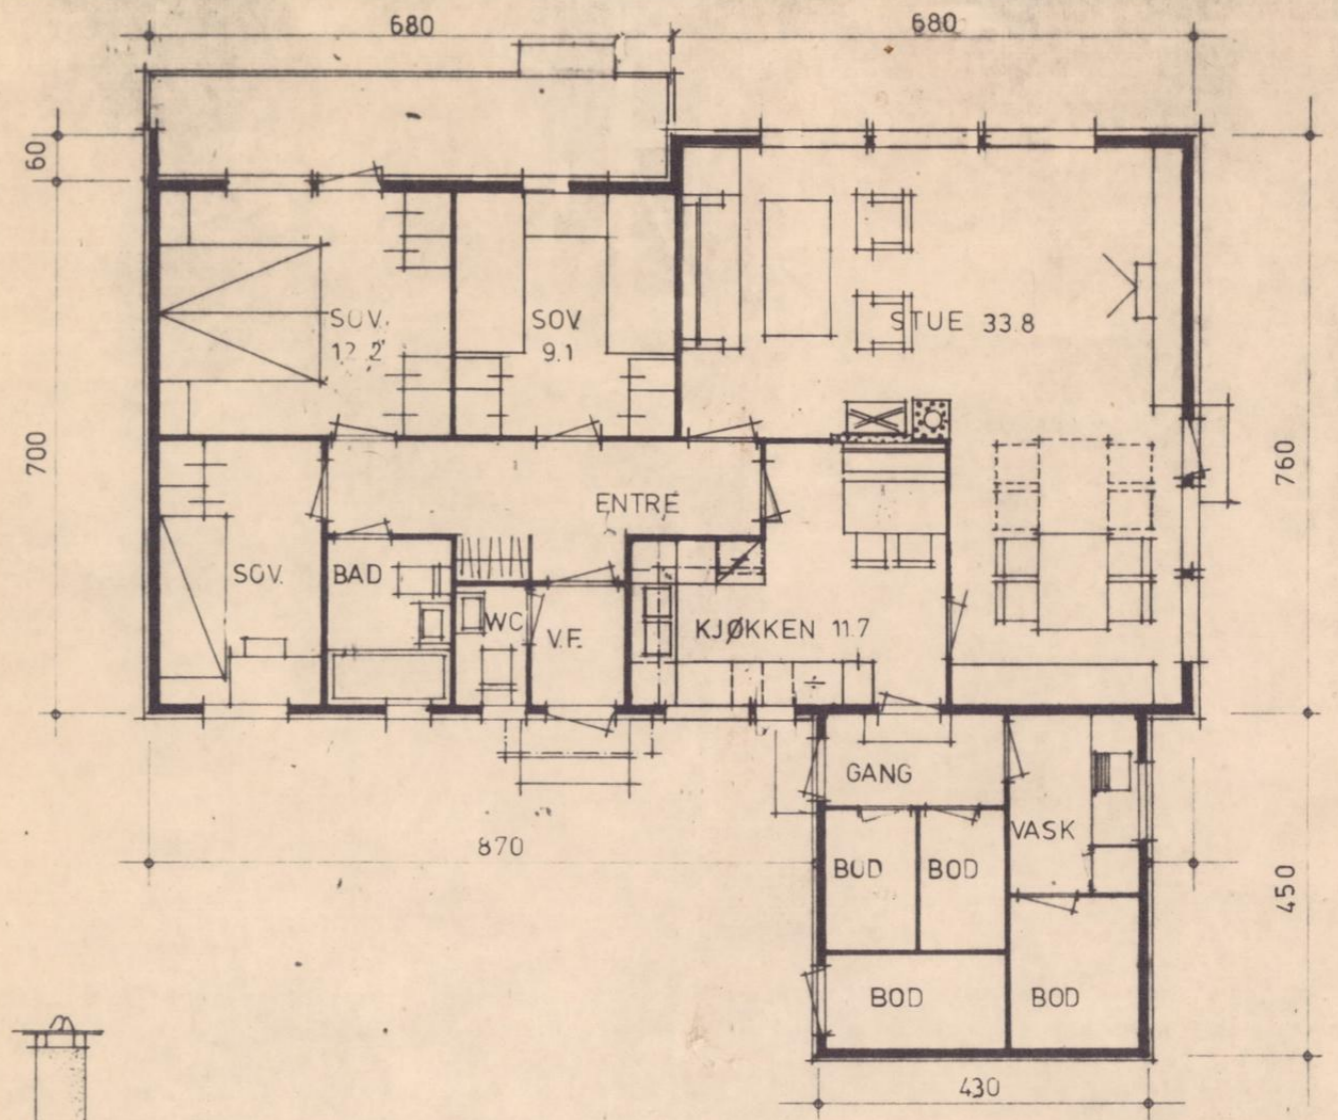 680
680
60
SOV.
12.2
SOV.
9.1
STUE 33.8
700
760
ENTRE
SOV.
BAD
WC
V.F.
KJØKKEN 11.7
GANG
VASK
870
BOD
BOD
450
BOD
BOD
430